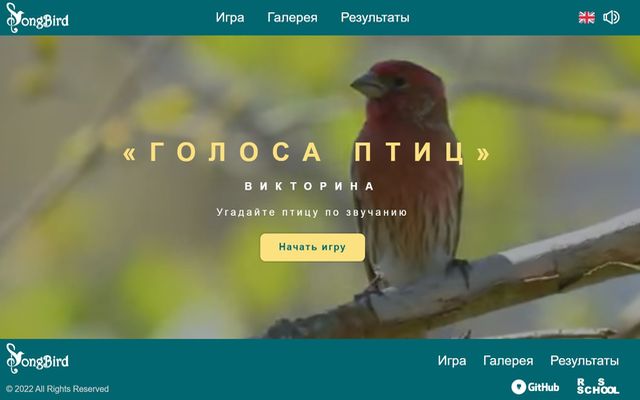 SongBird
Игра Галерея Результаты
«ГОЛОСА ПТИЦ»
ВИКТОРИНА
Угадайте птицу по звучанию
Начать игру
SongBird
Игра Галерея Результаты
© 2022 All Rights Reserved
GitHub
RS
SCHOOL